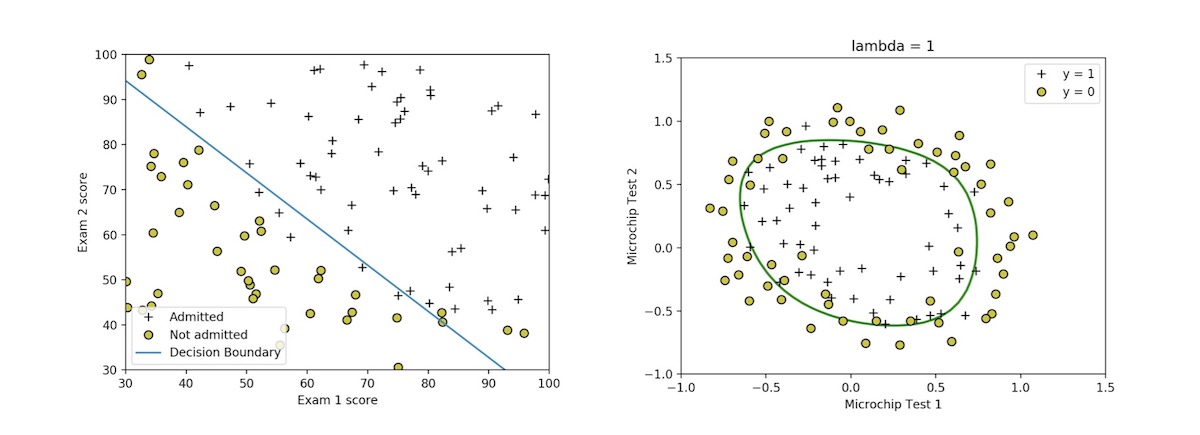 100
90
80
70
60
50
40
30
Exam 2 score
30 40 50 60 70 80 90 100
Exam 1 score
Admitted
Not admitted
Decision Boundary
lambda = 1
1.5
1.0
0.5
0.0
−0.5
−1.0
Microchip Test 2
−1.0 −0.5 0.0 0.5 1.0 1.5
Microchip Test 1
y = 1
y = 0